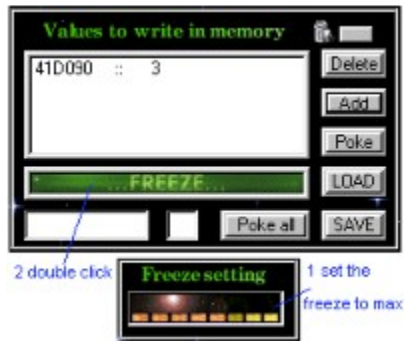 Values to write in memory
41D090 :: 3
Delete
Add
Poke
...FREEZE...
LOAD
Poke all
SAVE
2 double click
Freeze setting
1 set the
freeze to max